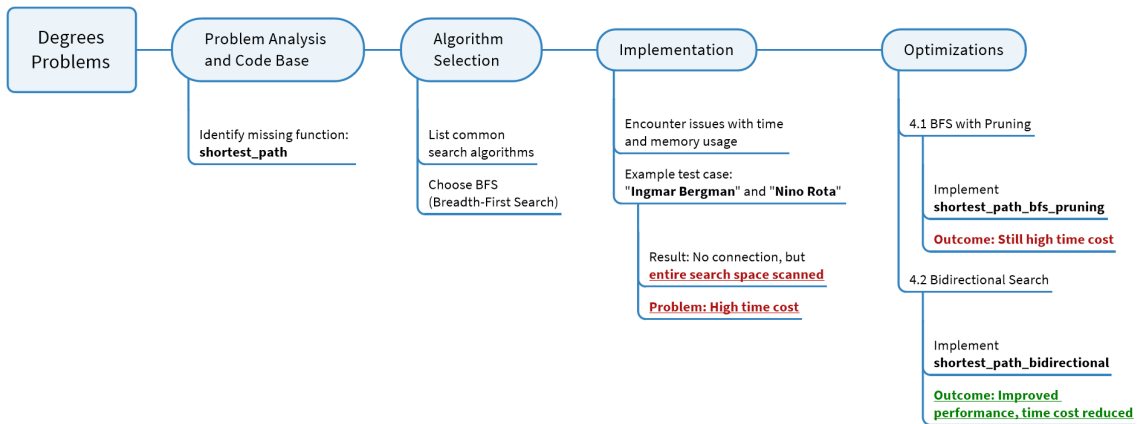 Degrees
Problems
Problem Analysis
and Code Base
Identify missing function:
shortest_path
Algorithm
Selection
List common
search algorithms
Choose BFS
(Breadth-First Search)
Implementation
Encounter issues with time
and memory usage
Example test case:
"Ingmar Bergman" and "Nino Rota"
Result: No connection, but
entire search space scanned
Problem: High time cost
Optimizations
4.1 BFS with Pruning
Implement
shortest_path_bfs_pruning
Outcome: Still high time cost
4.2 Bidirectional Search
Implement
shortest_path_bidirectional
Outcome: Improved
performance, time cost reduced